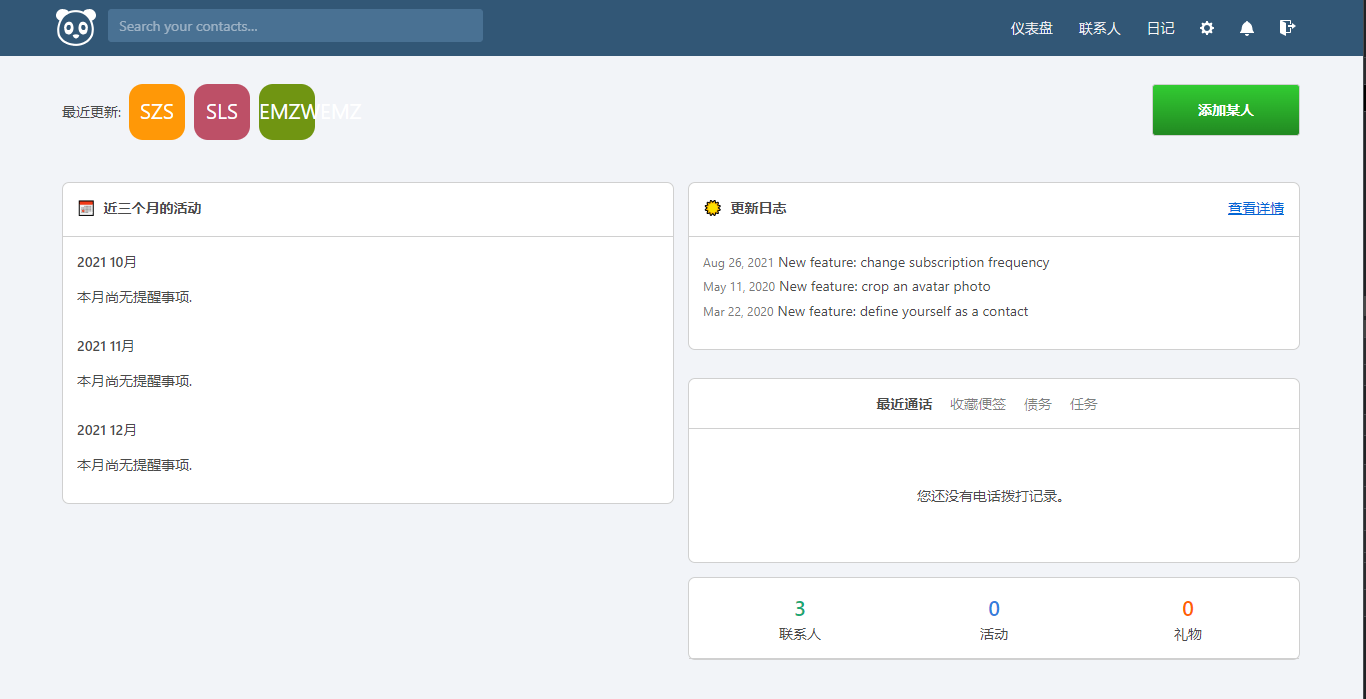 Search your contacts...
仪表盘 联系人 日记
最近更新: SZS SLS EMZWEMZ
添加某人
近三个月的活动
2021 10月
本月尚无提醒事项.
2021 11月
本月尚无提醒事项.
2021 12月
本月尚无提醒事项.
更新日志 查看详情
Aug 26, 2021 New feature: change subscription frequency
May 11, 2020 New feature: crop an avatar photo
Mar 22, 2020 New feature: define yourself as a contact
最近通话 收藏便签 债务 任务
您还没有电话拨打记录。
3 0 0
联系人 活动 礼物